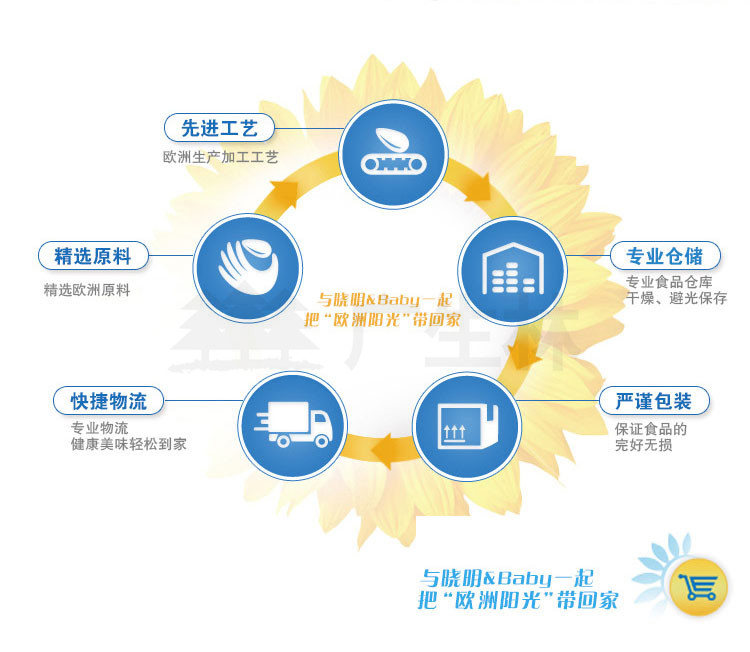 先进工艺
欧洲生产加工工艺
精选原料
精选欧洲原料
专业仓储
专业食品仓库
干燥、避光保存
与晓明&Baby一起
把“欧洲阳光”带回家
广生林
快捷物流
专业物流
健康美味轻松到家
严谨包装
保证食品的
完好无损
与晓明&Baby一起
把“欧洲阳光”带回家